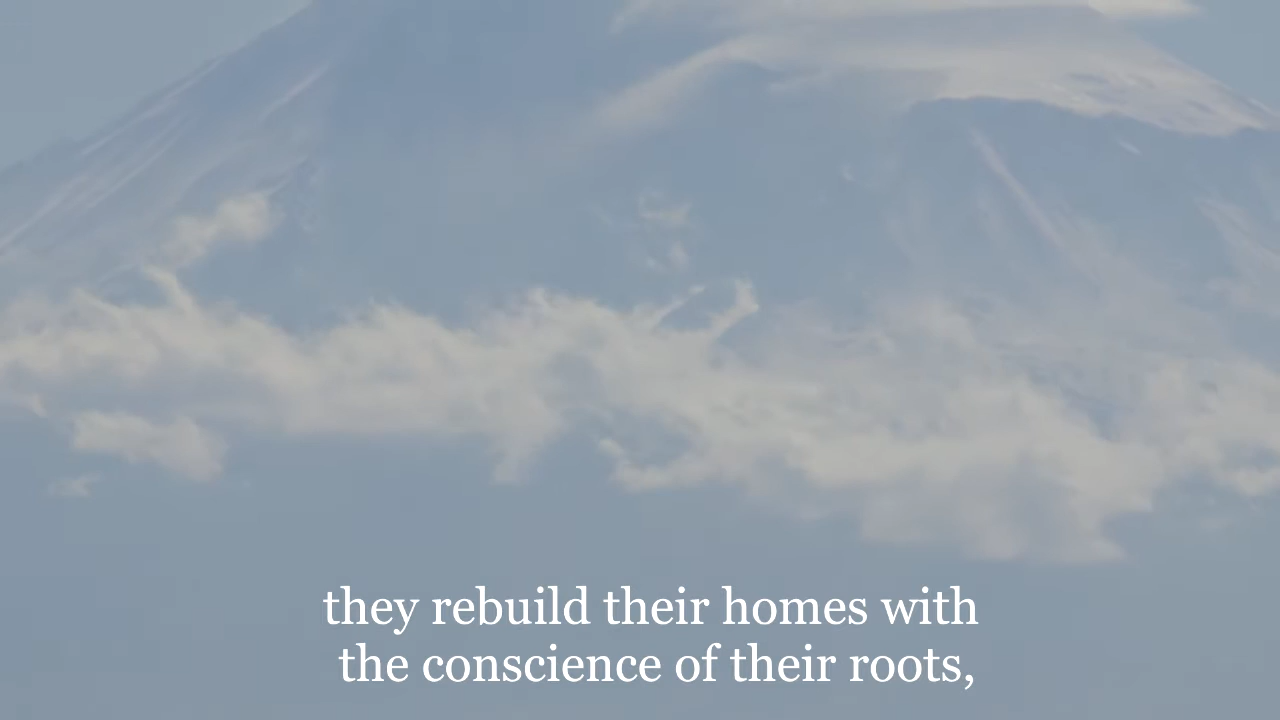 they rebuild their homes with
the conscience of their roots,